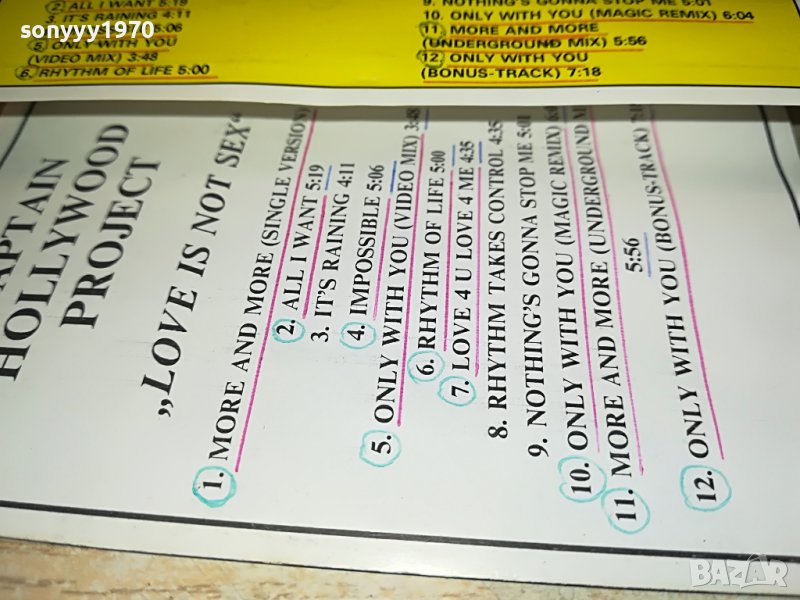 sonyyy1970
2. ALL I WANT 5:19
3. IT'S RAINING 4:11
5:06
5. ONLY WITH YOU
(VIDEO MIX) 3:48
6. RHYTHM OF LIFE 5:00
9. NOTHING'S GONNA STOP ME 5:01
10. ONLY WITH YOU (MAGIC REMIX) 6:04
11. MORE AND MORE
(UNDERGROUND MIX) 5:56
12. ONLY WITH YOU
(BONUS-TRACK) 7:18
HOLLYWOOD
PROJECT
„LOVE IS NOT SEX“
1. MORE AND MORE (SINGLE VERSION)
2. ALL I WANT 5:19
3. IT'S RAINING 4:11
4. IMPOSSIBLE 5:06
5. ONLY WITH YOU (VIDEO MIX) 3:48
6. RHYTHM OF LIFE 5:00
7. LOVE 4 U LOVE 4 ME 4:35
8. RHYTHM TAKES CONTROL 4:35
9. NOTHING'S GONNA STOP ME 5:01
10. ONLY WITH YOU (MAGIC REMIX)
11. MORE AND MORE (UNDERGROUND
5:56
12. ONLY WITH YOU (BONUS-TRACK)
BAZAR